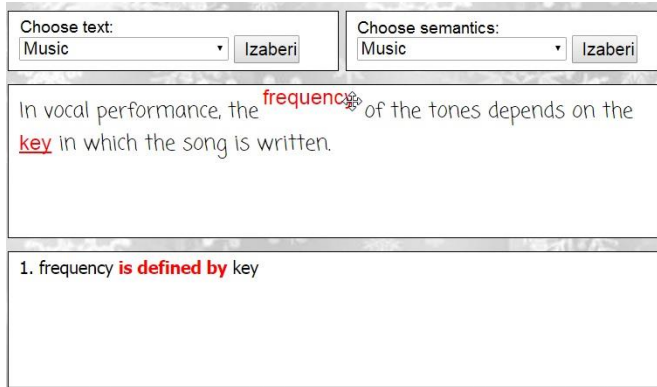 Choose text:
Music Izaberi
Choose semantics:
Music Izaberi
In vocal performance, the frequency of the tones depends on the
key in which the song is written.
1. frequency is defined by key